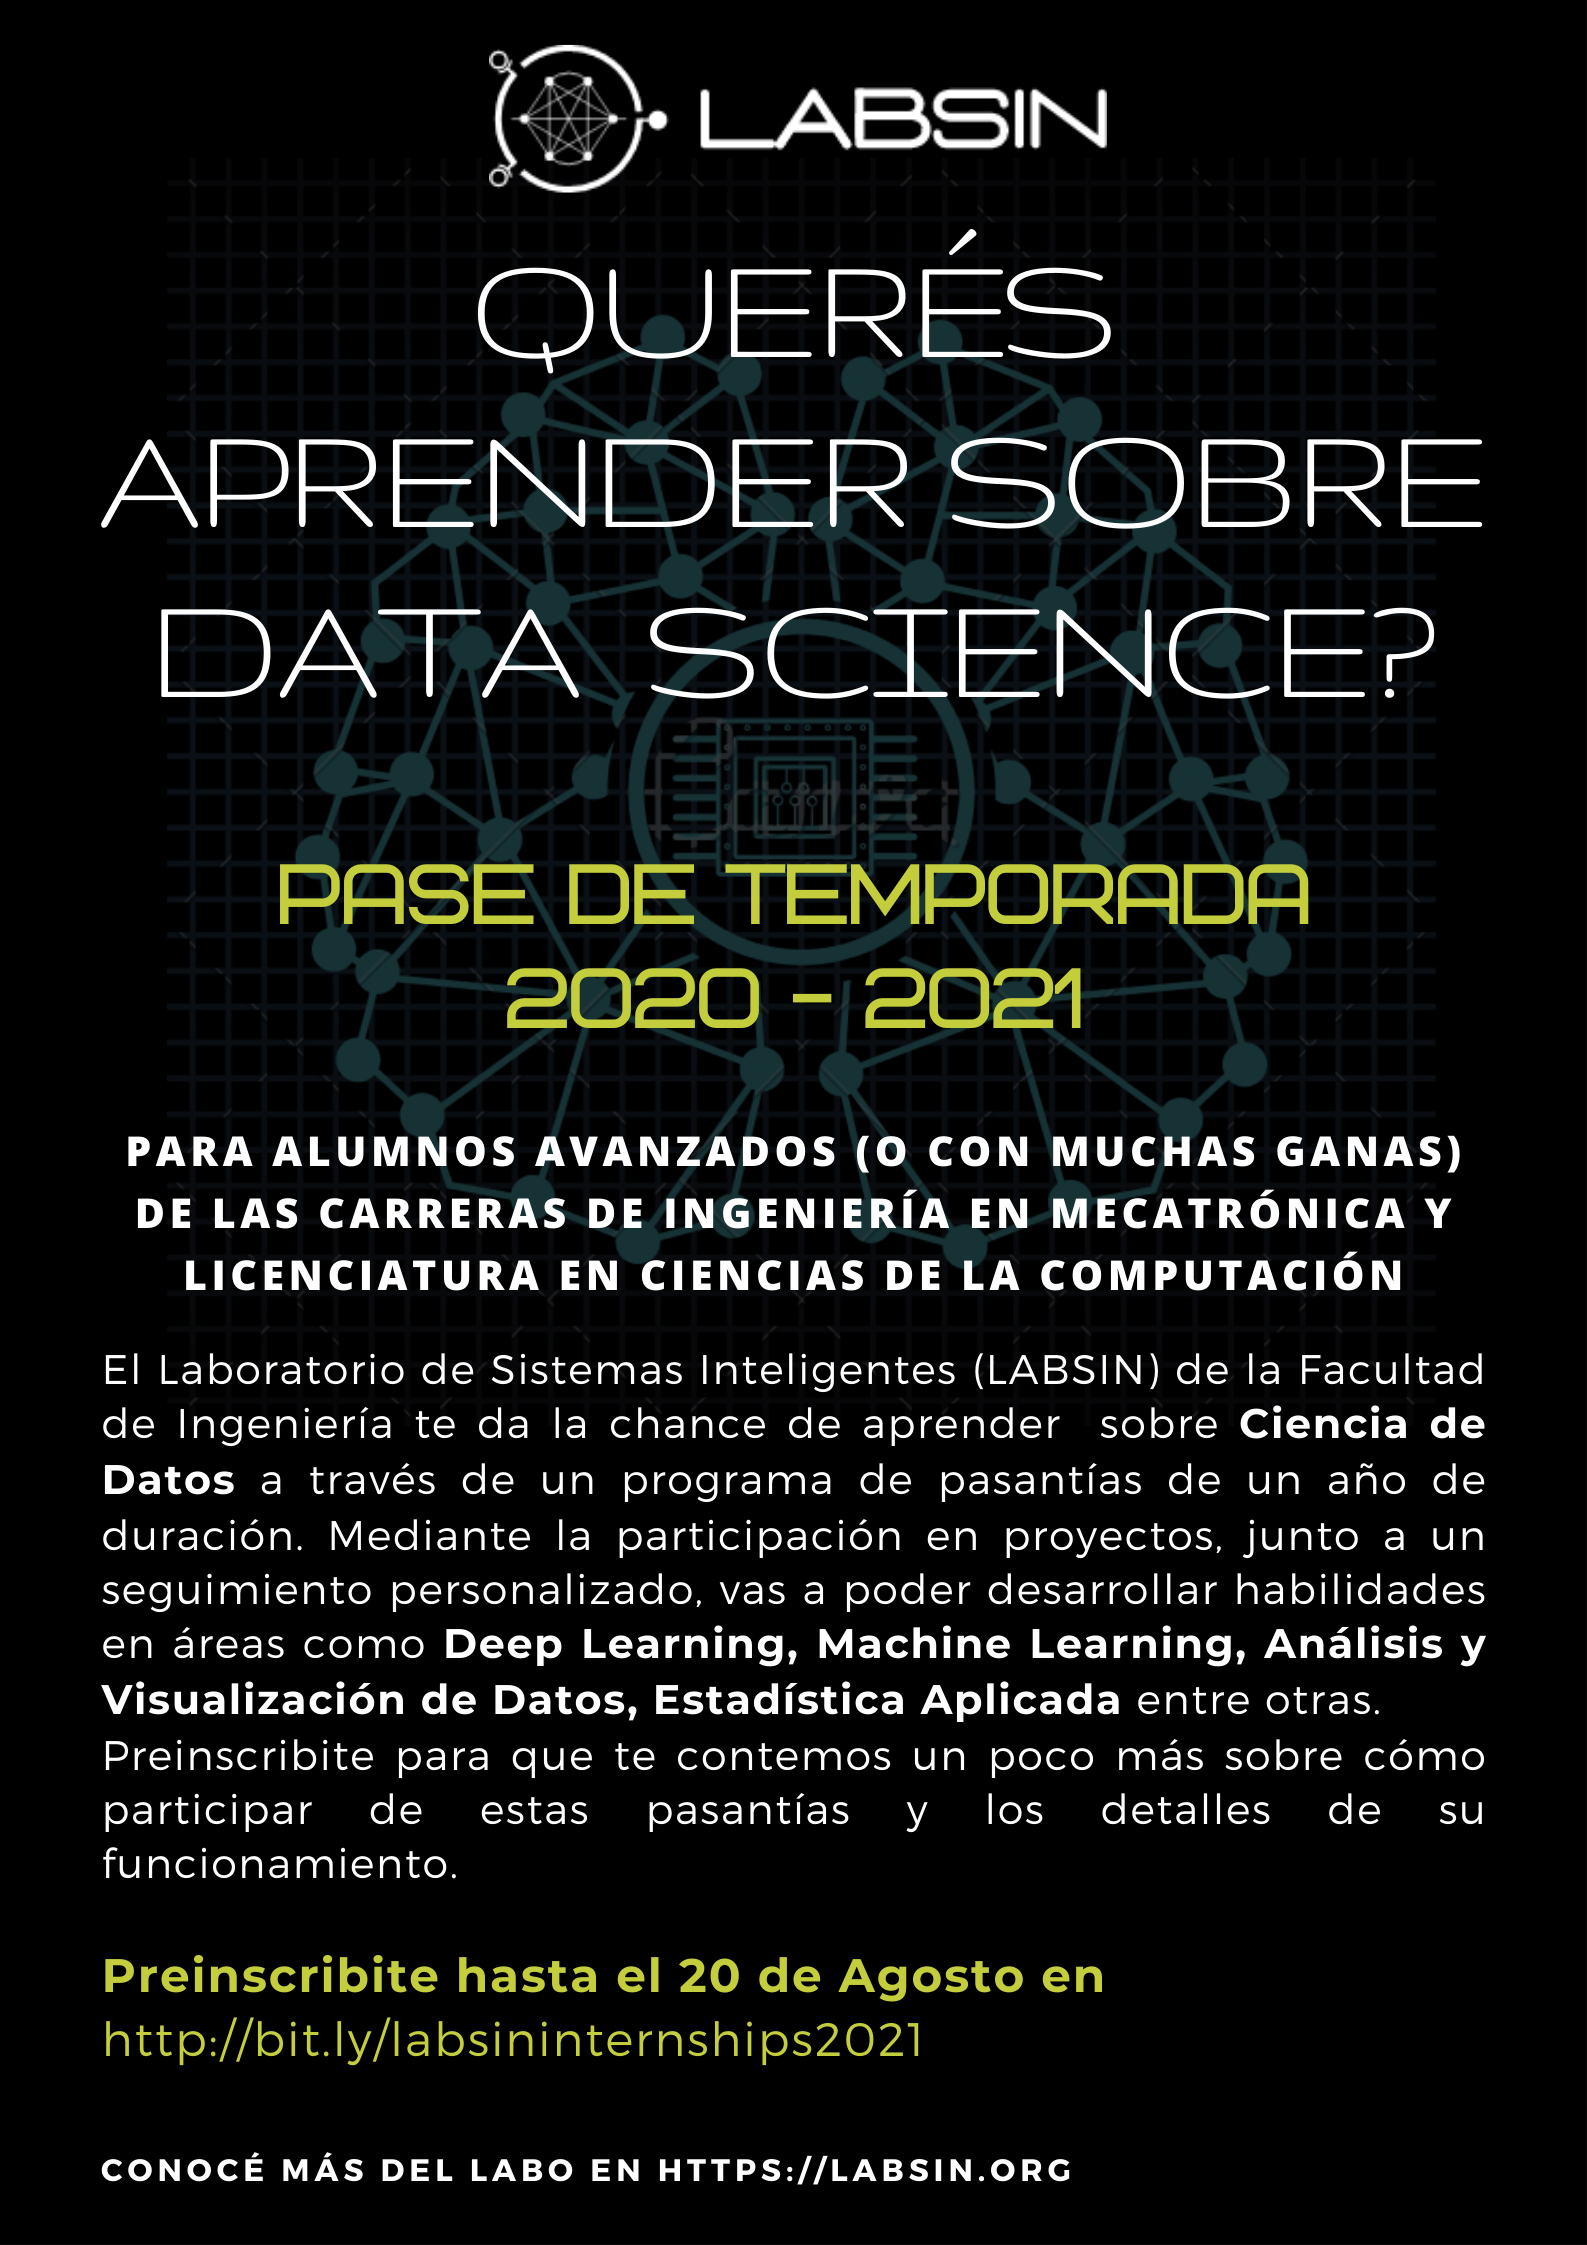 LABSIN
QUERÉS
APRENDER SOBRE
DATA SCIENCE?
PASE DE TEMPORADA
2020 - 2021
PARA ALUMNOS AVANZADOS (O CON MUCHAS GANAS)
DE LAS CARRERAS DE INGENIERÍA EN MECATRÓNICA Y
LICENCIATURA EN CIENCIAS DE LA COMPUTACIÓN
El Laboratorio de Sistemas Inteligentes (LABSIN) de la Facultad
de Ingeniería te da la chance de aprender sobre Ciencia de
Datos a través de un programa de pasantías de un año de
duración. Mediante la participación en proyectos, junto a un
seguimiento personalizado, vas a poder desarrollar habilidades
en áreas como Deep Learning, Machine Learning, Análisis y
Visualización de Datos, Estadística Aplicada entre otras.
Preinscribite para que te contemos un poco más sobre cómo
participar de estas pasantías y los detalles de su
funcionamiento.
Preinscribite hasta el 20 de Agosto en
http://bit.ly/labsininternships2021
CONOCÉ MÁS DEL LABO EN HTTPS://LABSIN.ORG